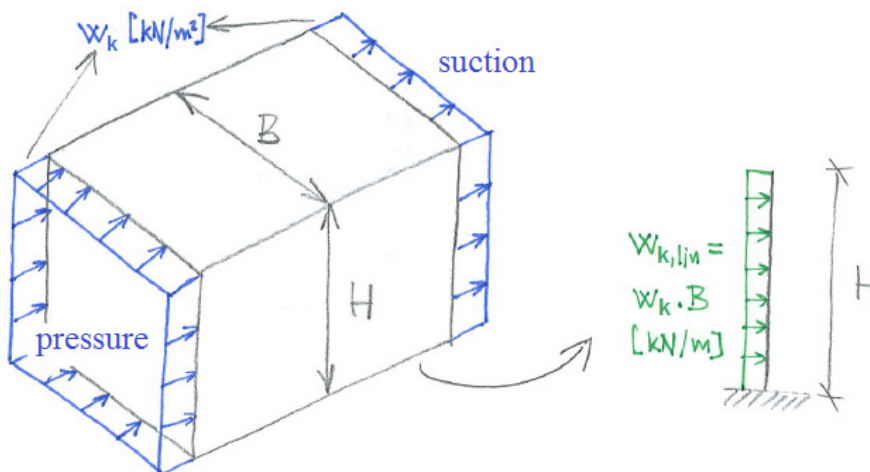 Wk [kN/m²]
suction
B
H
pressure
Wk,lin =
Wk . B
[kN/m]
H